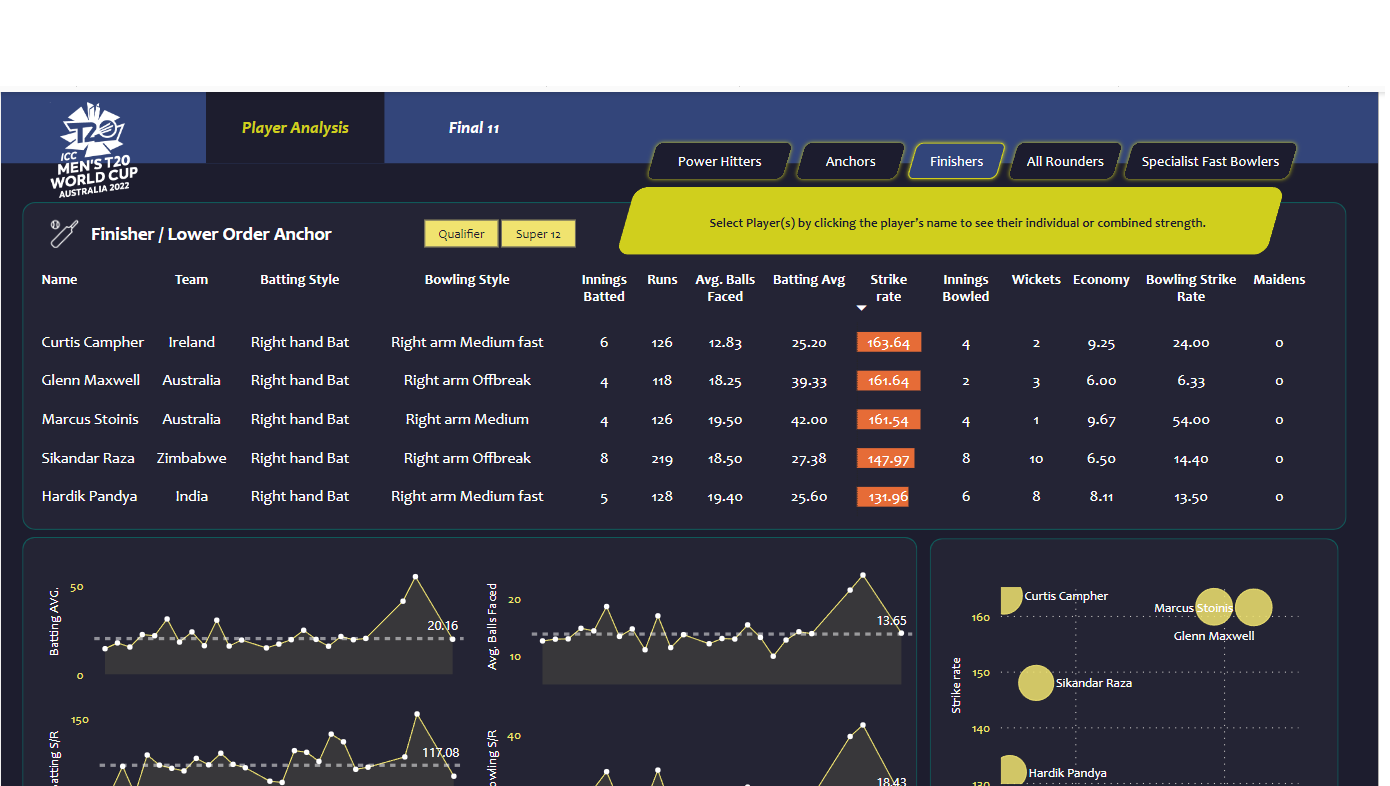 Player Analysis
Final 11
T20
ICC
MEN'S T20
WORLD CUP
AUSTRALIA 2022
Power Hitters
Anchors
Finishers
All Rounders
Specialist Fast Bowlers
Select Player(s) by clicking the player's name to see their individual or combined strength.
Finisher / Lower Order Anchor
Qualifier
Super 12
Name Team Batting Style Bowling Style Innings Batted Runs Avg. Balls Faced Batting Avg Strike rate Innings Bowled Wickets Economy Bowling Strike Rate Maidens
Curtis Campher Ireland Right hand Bat Right arm Medium fast 6 126 12.83 25.20 163.64 4 2 9.25 24.00 0
Glenn Maxwell Australia Right hand Bat Right arm Offbreak 4 118 18.25 39.33 161.64 2 3 6.00 6.33 0
Marcus Stoinis Australia Right hand Bat Right arm Medium 4 126 19.50 42.00 161.54 4 1 9.67 54.00 0
Sikandar Raza Zimbabwe Right hand Bat Right arm Offbreak 8 219 18.50 27.38 147.97 8 10 6.50 14.40 0
Hardik Pandya India Right hand Bat Right arm Medium fast 5 128 19.40 25.60 131.96 6 8 8.11 13.50 0
Batting AVG.
50
0
20.16
Avg. Balls Faced
20
10
13.65
150
117.08
atting S/R
40
18.43
owling S/R
Strike rate
160
150
140
130
Curtis Campher
Marcus Stoinis
Glenn Maxwell
Sikandar Raza
Hardik Pandya